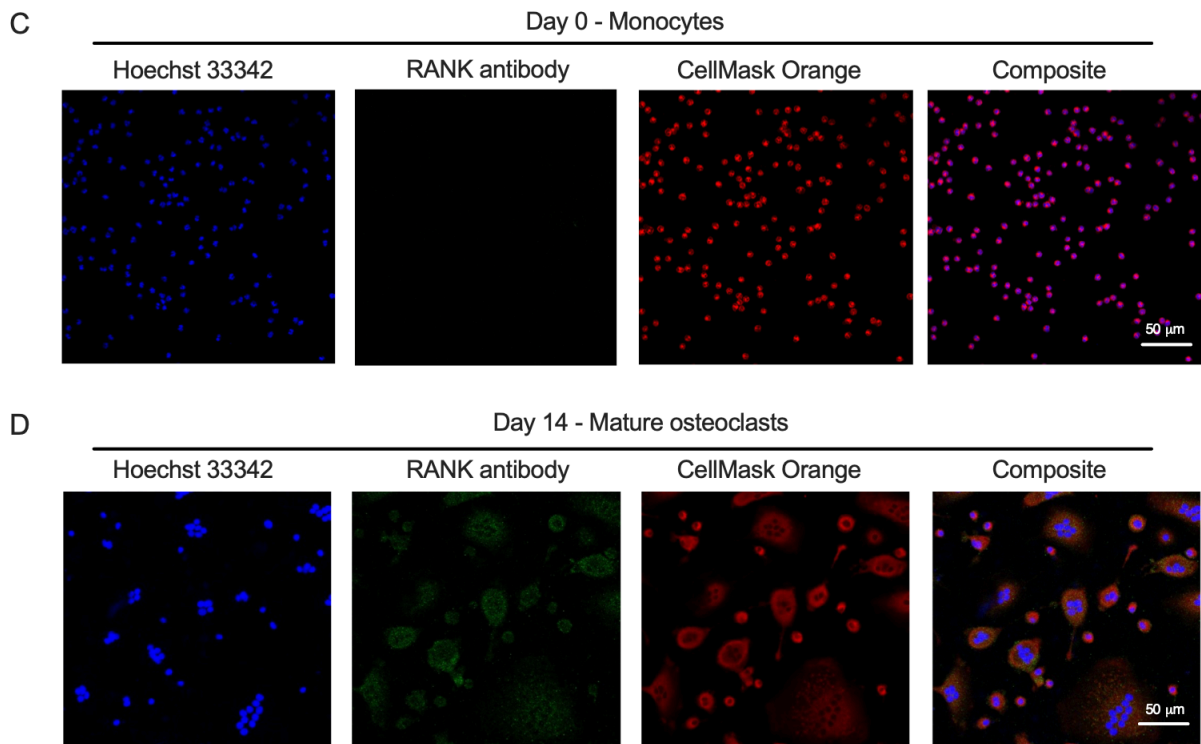 C
Day 0 - Monocytes
Hoechst 33342 RANK antibody CellMask Orange Composite
50 μm
D
Day 14 - Mature osteoclasts
Hoechst 33342 RANK antibody CellMask Orange Composite
50 μm